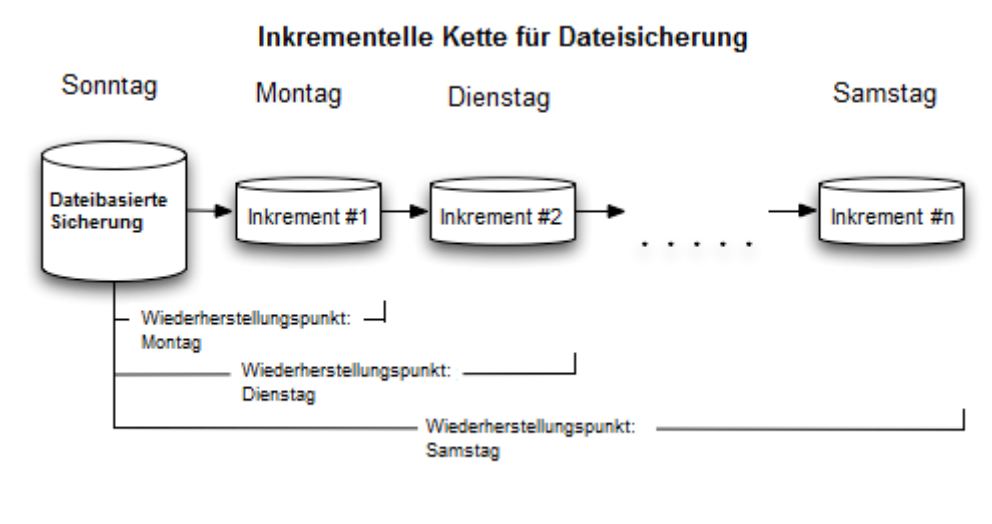 Inkrementelle Kette für Dateisicherung
Sonntag
Montag
Dienstag
Samstag
Dateibasierte
Sicherung
Inkrement #1
Inkrement #2
. . . . .
Inkrement #n
Wiederherstellungspunkt:
Montag
Wiederherstellungspunkt:
Dienstag
Wiederherstellungspunkt:
Samstag